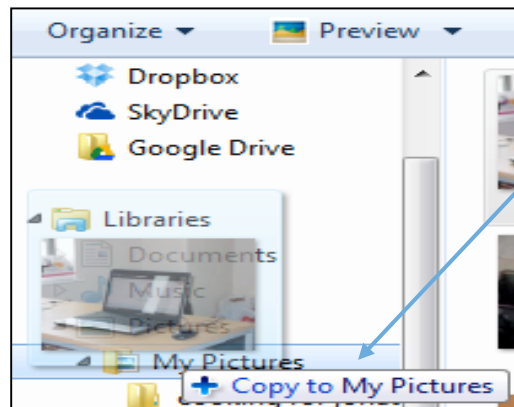 Organize Preview
Dropbox
SkyDrive
Google Drive
Libraries
Documents
Music
Pictures
My Pictures
Copy to My Pictures